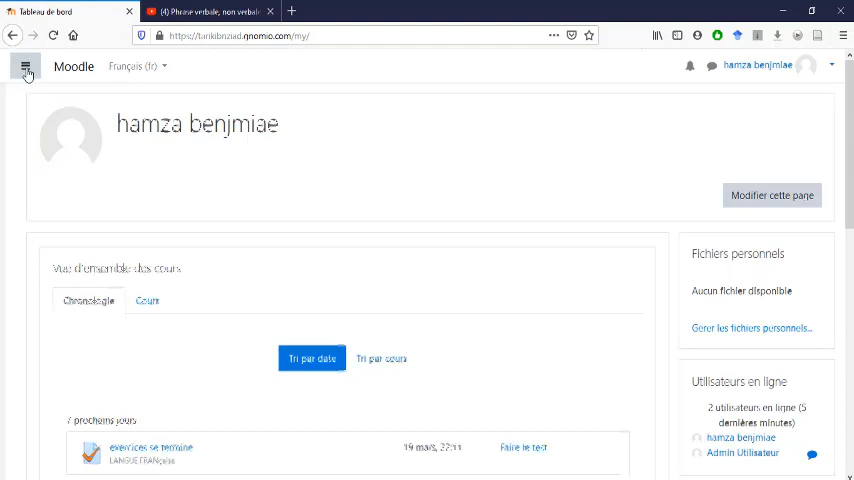 Tableau de bord
(4) Phrase verbale, non verbale
https://tarikibnziad.gnomio.com/my/
Moodle
Français (fr)
hamza benjmiae
hamza benjmiae
Modifier cette page
Vue d'ensemble des cours
Chronologie
Cours
Tri par date
Tri par cours
7 prochains jours
exercices se termine
19 mars, 22:11
Faire le test
LANGUE FRANçaise
Fichiers personnels
Aucun fichier disponible
Gérer les fichiers personnels...
Utilisateurs en ligne
2 utilisateurs en ligne (5
dernières minutes)
hamza benjmiae
Admin Utilisateur